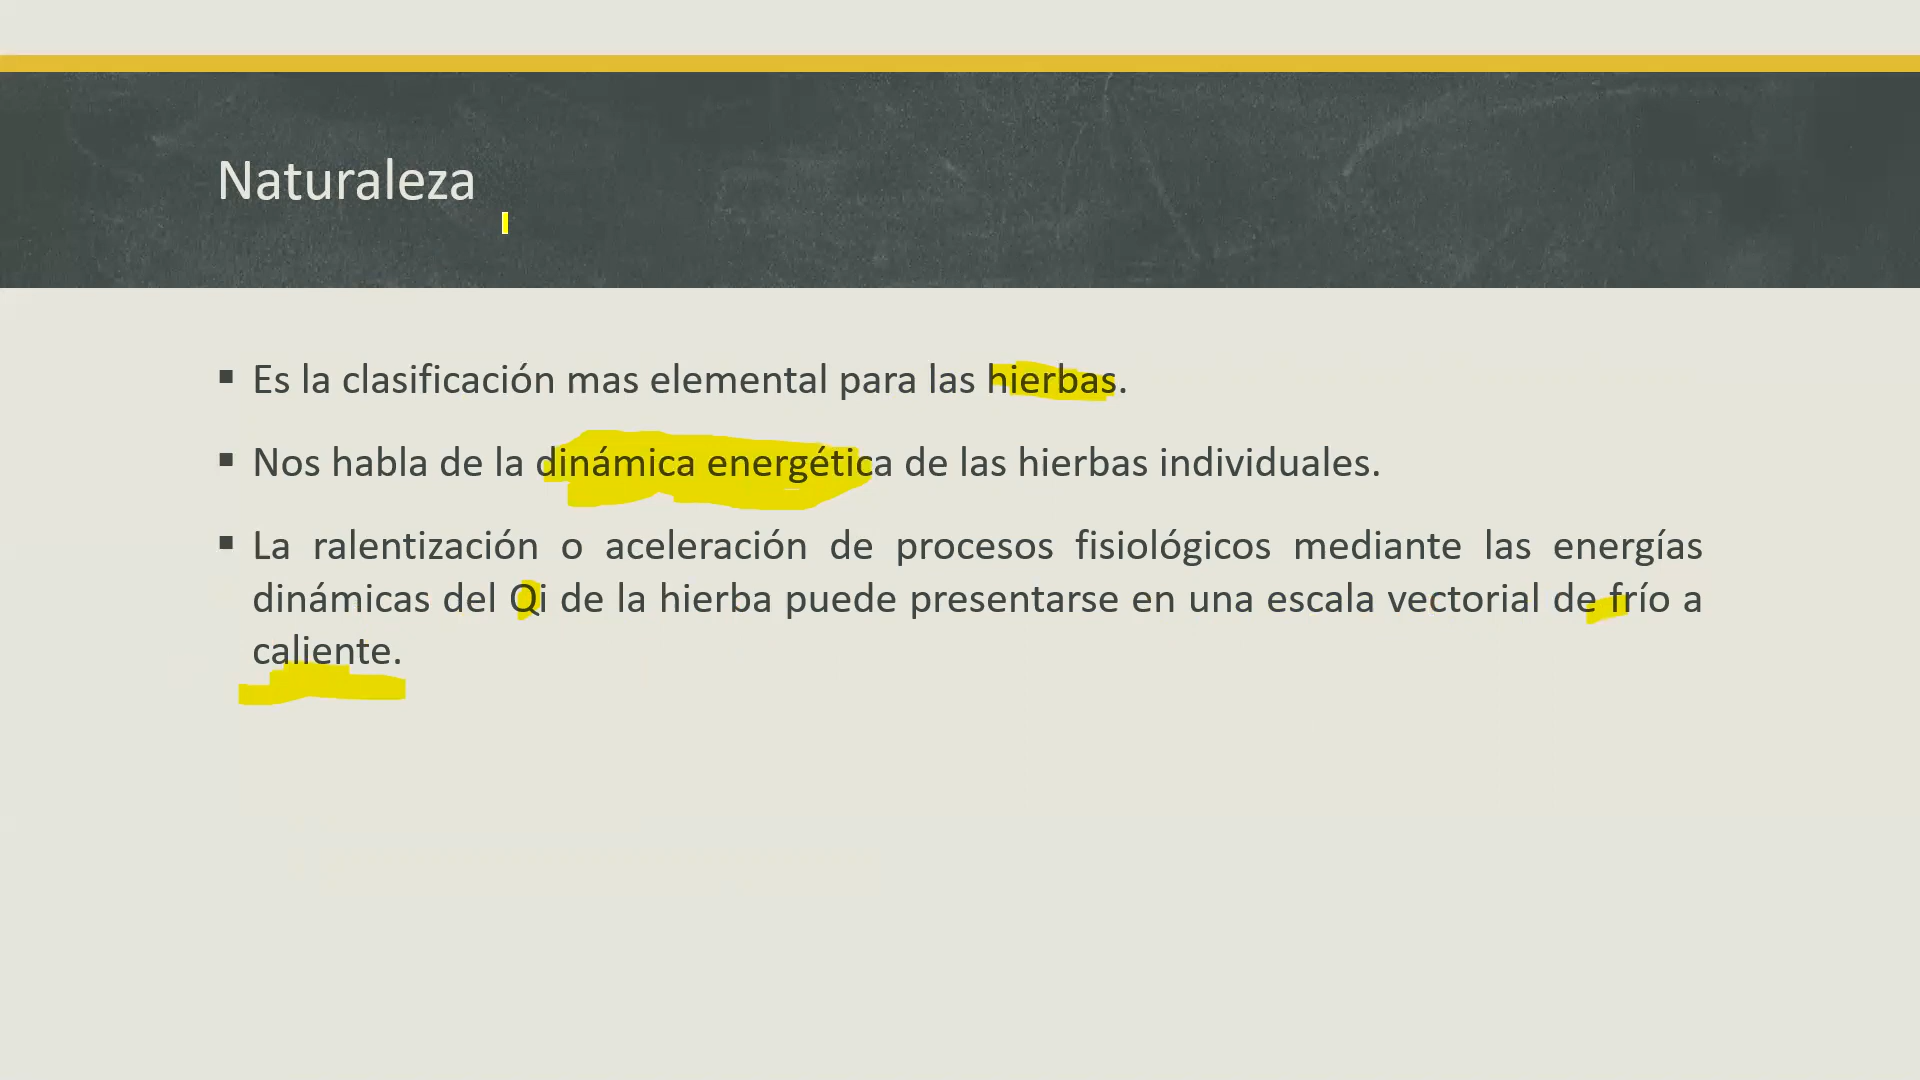 Naturaleza
▪ Es la clasificación mas elemental para las hierbas.
▪ Nos habla de la dinámica energética de las hierbas individuales.
▪ La ralentización o aceleración de procesos fisiológicos mediante las energías
dinámicas del Qi de la hierba puede presentarse en una escala vectorial de frío a
caliente.